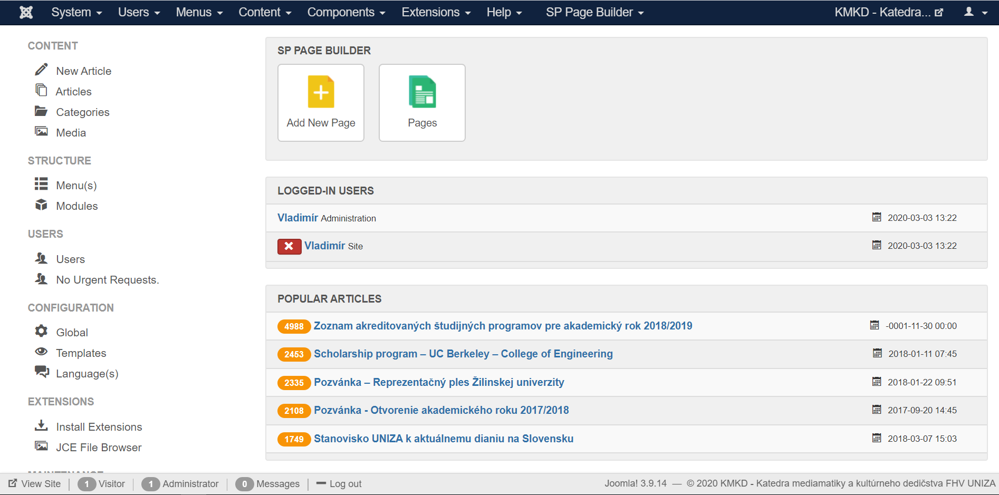 System Users Menus Content Components Extensions Help SP Page Builder KMKD - Katedra...
CONTENT
New Article
Articles
Categories
Media
STRUCTURE
Menu(s)
Modules
USERS
Users
No Urgent Requests.
CONFIGURATION
Global
Templates
Language(s)
EXTENSIONS
Install Extensions
JCE File Browser
SP PAGE BUILDER
Add New Page
Pages
LOGGED-IN USERS
Vladimír Administration 2020-03-03 13:22
Vladimír Site 2020-03-03 13:22
POPULAR ARTICLES
4988 Zoznam akreditovaných študijných programov pre akademický rok 2018/2019 -0001-11-30 00:00
2453 Scholarship program – UC Berkeley – College of Engineering 2018-01-11 07:45
2335 Pozvánka – Reprezentačný ples Žilinskej univerzity 2018-01-22 09:51
2108 Pozvánka - Otvorenie akademického roku 2017/2018 2017-09-20 14:45
1749 Stanovisko UNIZA k aktuálnemu dianiu na Slovensku 2018-03-07 15:03
View Site 1 Visitor 1 Administrator 0 Messages Log out Joomla! 3.9.14 — © 2020 KMKD - Katedra mediamatiky a kultúrneho dedičstva FHV UNIZA